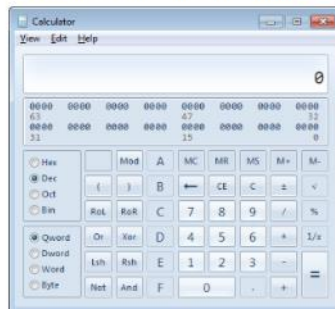 Calculator
View Edit Help
0
0000 0000 0000 0000 0000 0000 0000 0000
63 47 32
0000 0000 0000 0000 0000 0000 0000 0000
31 15 0
Hex Mod A MC MR MS M+ M-
Dec ( ) B ← CE C ±
Oct
Bin RoL RoR C 7 8 9 / %
Qword Or Xor D 4 5 6 1/x
Dword
Word Lsh Rsh E 1 2 3 - =
Byte Not And F 0 . +